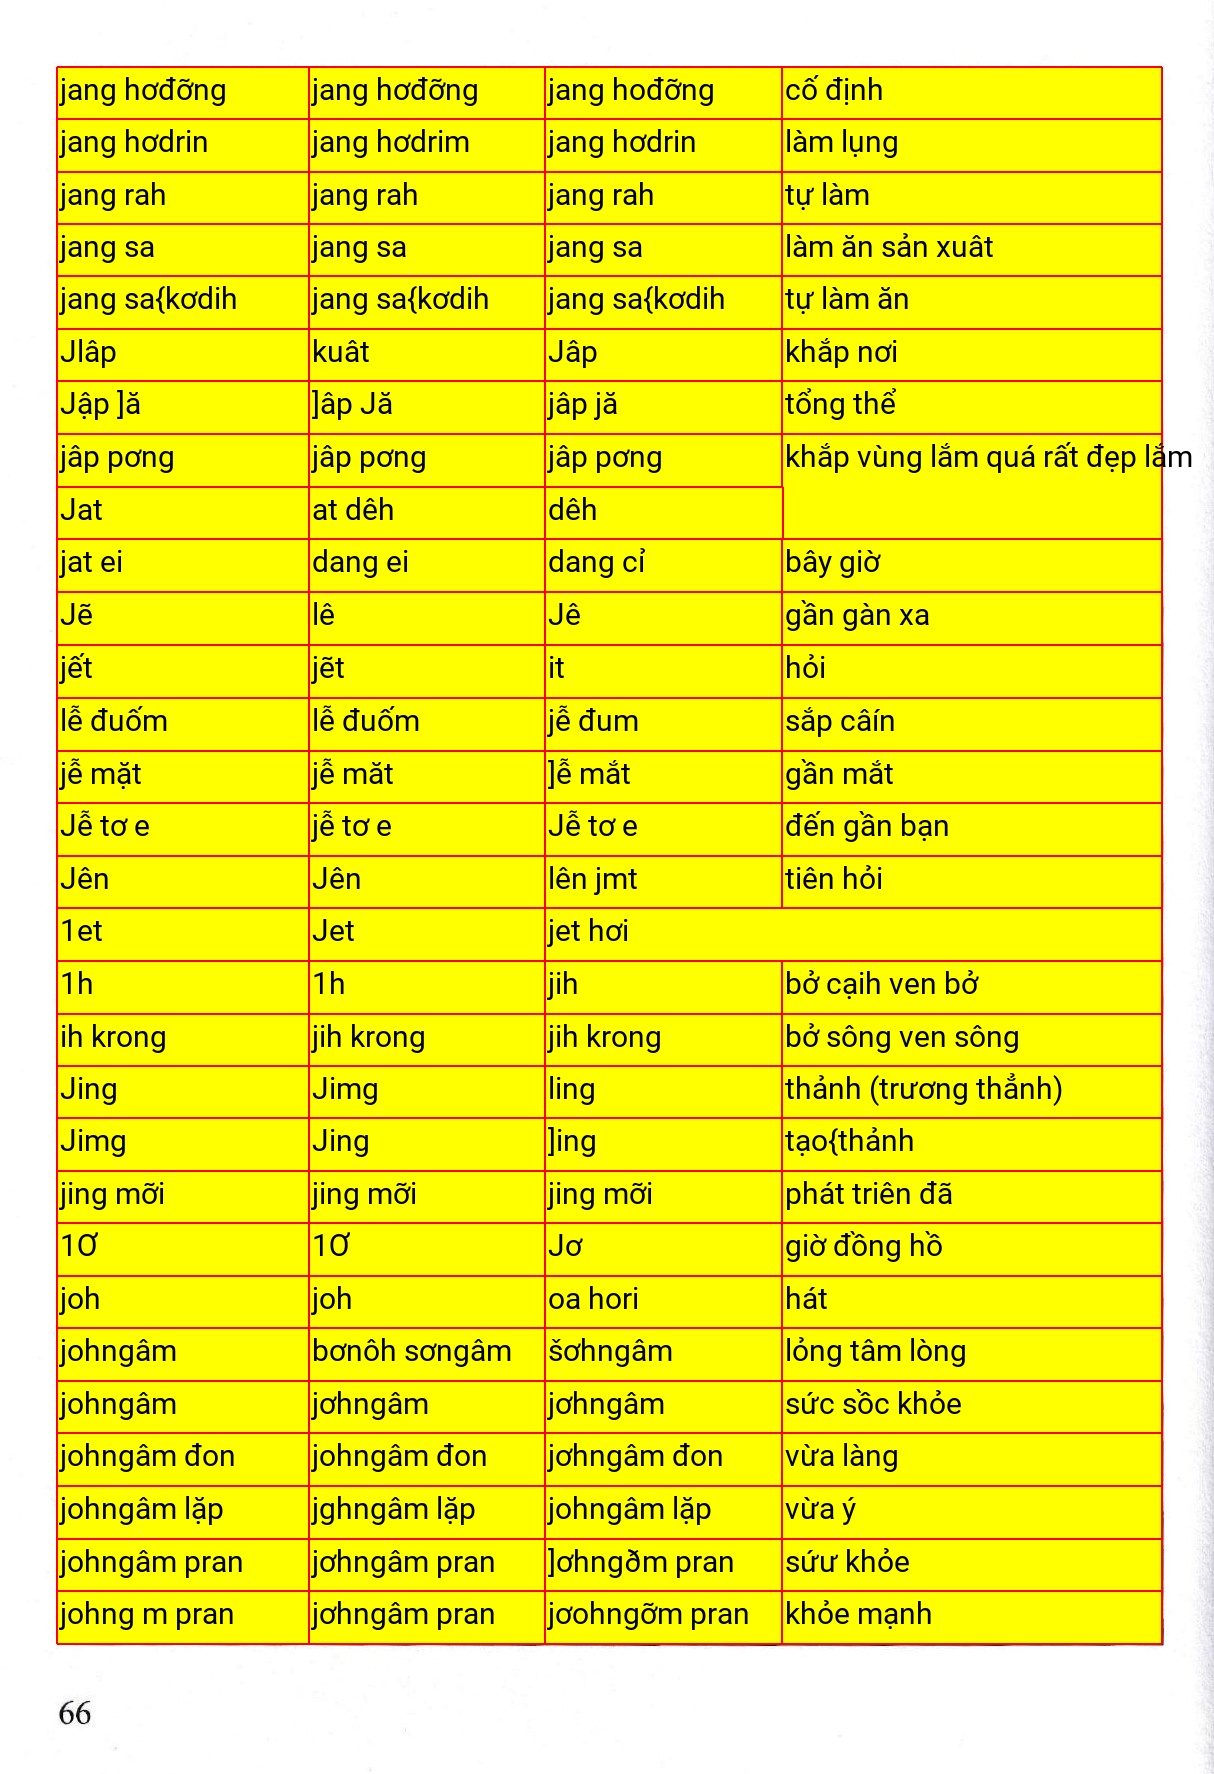 jang hơđỡng jang hơđỡng jang hođỡng cố định
jang hơdrin jang hơdrim jang hơdrin làm lụng
jang rah jang rah jang rah tự làm
jang sa jang sa jang sa làm ăn sản xuât
jang sa{kơdih jang sa{kơdih jang sa{kơdih tự làm ăn
Jlâp kuât Jâp khắp nơi
Jập ]ă ]âp Jă jâp jă tổng thể
jâp pơng jâp pơng jâp pơng khắp vùng lắm quá rất đẹp lắm
Jat at dêh dêh
jat ei dang ei dang cỉ bây giờ
Jẽ lê Jê gần gàn xa
jết jẽt it hỏi
lễ đuốm lễ đuốm jễ đum sắp câín
jễ mặt jễ măt ]ễ mắt gần mắt
Jễ tơ e jễ tơ e Jễ tơ e đến gần bạn
Jên Jên lên jmt tiên hỏi
1et Jet jet hơi
1h 1h jih bở cạih ven bở
ih krong jih krong jih krong bở sông ven sông
Jing Jimg ling thảnh (trương thẳnh)
Jimg Jing ]ing tạo{thảnh
jing mỡi jing mỡi jing mỡi phát triên đã
1Ơ 1Ơ Jơ giờ đồng hồ
joh joh oa hori hát
johngâm bơnôh sơngâm šơhngâm lỏng tâm lòng
johngâm jơhngâm jơhngâm sức sồc khỏe
johngâm đon johngâm đon jơhngâm đon vừa làng
johngâm lặp jghngâm lặp johngâm lặp vừa ý
johngâm pran jơhngâm pran ]ơhngðm pran sứư khỏe
johng m pran jơhngâm pran jơohngỡm pran khỏe mạnh
66